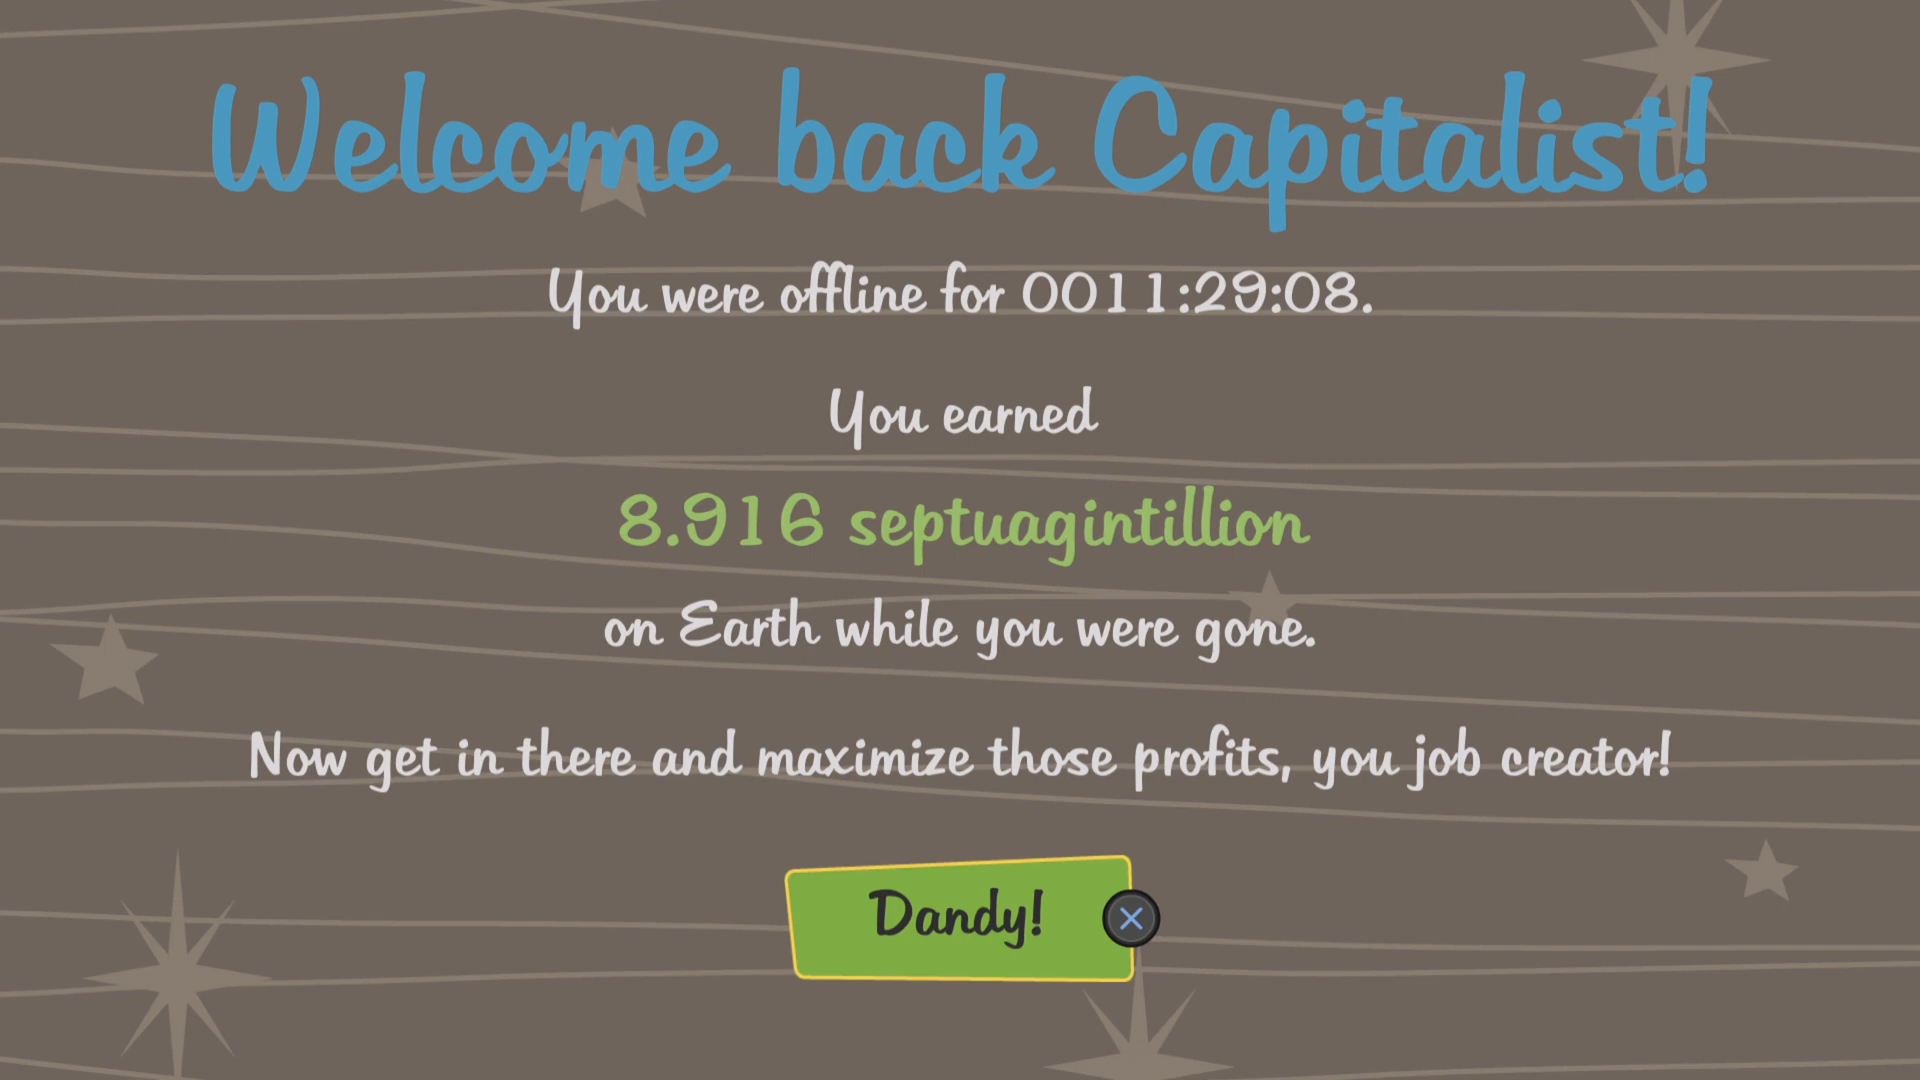 Welcome back Capitalist!
You were offline for 0011:29:08.
You earned
8.916 septuagintillion
on Earth while you were gone.
Now get in there and maximize those profits, you job creator!
Dandy!